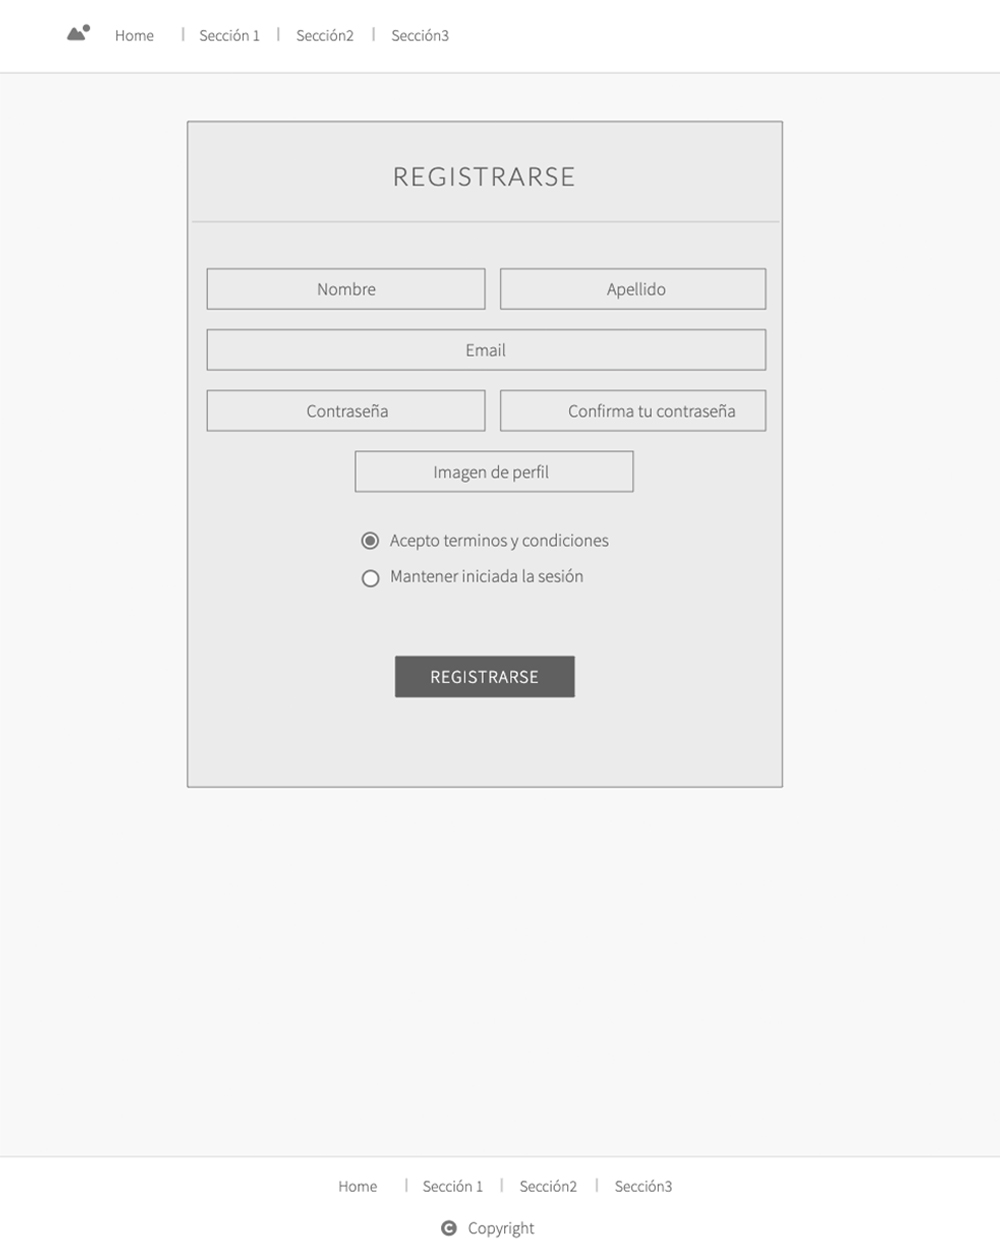 Home | Sección 1 | Sección2 | Sección3
REGISTRARSE
Nombre Apellido
Email
Contraseña Confirma tu contraseña
Imagen de perfil
Acepto terminos y condiciones
Mantener iniciada la sesión
REGISTRARSE
Home | Sección 1 | Sección2 | Sección3
© Copyright